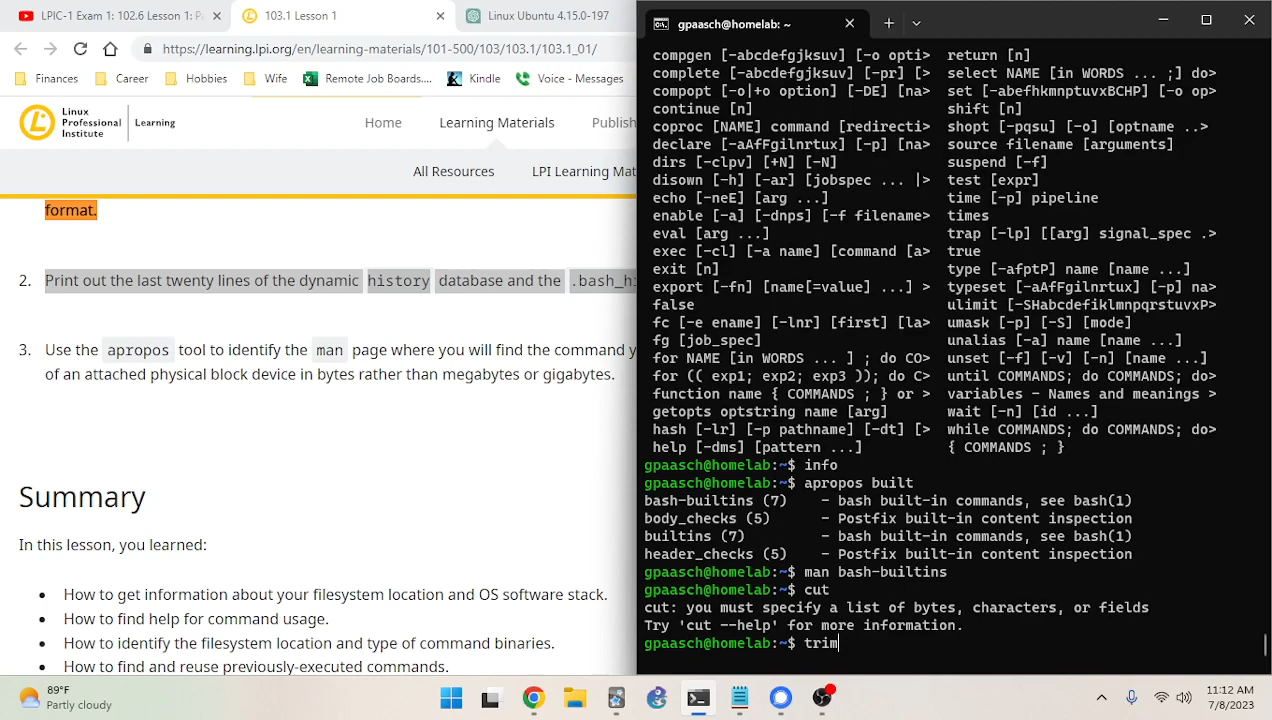 LPIC-1 Exam 1: 102.6 Lesson 1: P
103.1 Lesson 1
Linux Ubuntu 4.15.0-197
https://learning.lpi.org/en/learning-materials/101-500/103/103.1/103.1_01/
Finances
Career
Hobbies
Wife
Remote Job Boards....
Kindle
Voice - Messages
Linux
Professional
Institute
Learning
Home
Learning Materials
Publish
All Resources
LPI Learning Mat
format.
2. Print out the last twenty lines of the dynamic history database and the .bash_hi
3. Use the apropos tool to identify the man page where you will find the command y
of an attached physical block device in bytes rather than megabytes or gigabytes.
Summary
In this lesson, you learned:
• How to get information about your filesystem location and OS software stack.
• How to find help for command usage.
• How to identify the filesystem location and type of command binaries.
• How to find and reuse previously-executed commands.
gpaasch@homelab: ~
compgen [-abcdefgjksuv] [-o opti> return [n]
complete [-abcdefgjksuv] [-pr] [> select NAME [in WORDS ... ;] do>
compopt [-o|+o option] [-DE] [na> set [-abefhkmnptuvxBCHP] [-o op>
continue [n] shift [n]
coproc [NAME] command [redirecti> shopt [-pqsu] [-o] [optname ..>
declare [-aAfFgilnrtux] [-p] [na> source filename [arguments]
dirs [-clpv] [+N] [-N] suspend [-f]
disown [-h] [-ar] [jobspec ... |> test [expr]
echo [-neE] [arg ...] time [-p] pipeline
enable [-a] [-dnps] [-f filename> times
eval [arg ...] trap [-lp] [[arg] signal_spec .>
exec [-cl] [-a name] [command [a> true
exit [n] type [-afptP] name [name ...]
export [-fn] [name[=value] ...] > typeset [-aAfFgilnrtux] [-p] na>
false ulimit [-SHabcdefiklmnpqrstuvxP>
fc [-e ename] [-lnr] [first] [la> umask [-p] [-S] [mode]
fg [job_spec] unalias [-a] name [name ...]
for NAME [in WORDS ... ] ; do CO> unset [-f] [-v] [-n] [name ...]
for (( exp1; exp2; exp3 )); do C> until COMMANDS; do COMMANDS; do>
function name { COMMANDS ; } or > variables - Names and meanings >
getopts optstring name [arg] wait [-n] [id ...]
hash [-lr] [-p pathname] [-dt] [> while COMMANDS; do COMMANDS; do>
help [-dms] [pattern ...] { COMMANDS ; }
gpaasch@homelab:~$ info
gpaasch@homelab:~$ apropos built
bash-builtins (7) - bash built-in commands, see bash(1)
body_checks (5) - Postfix built-in content inspection
builtins (7) - bash built-in commands, see bash(1)
header_checks (5) - Postfix built-in content inspection
gpaasch@homelab:~$ man bash-builtins
gpaasch@homelab:~$ cut
cut: you must specify a list of bytes, characters, or fields
Try 'cut --help' for more information.
gpaasch@homelab:~$ trim
89°F
Partly cloudy
11:12 AM
7/8/2023